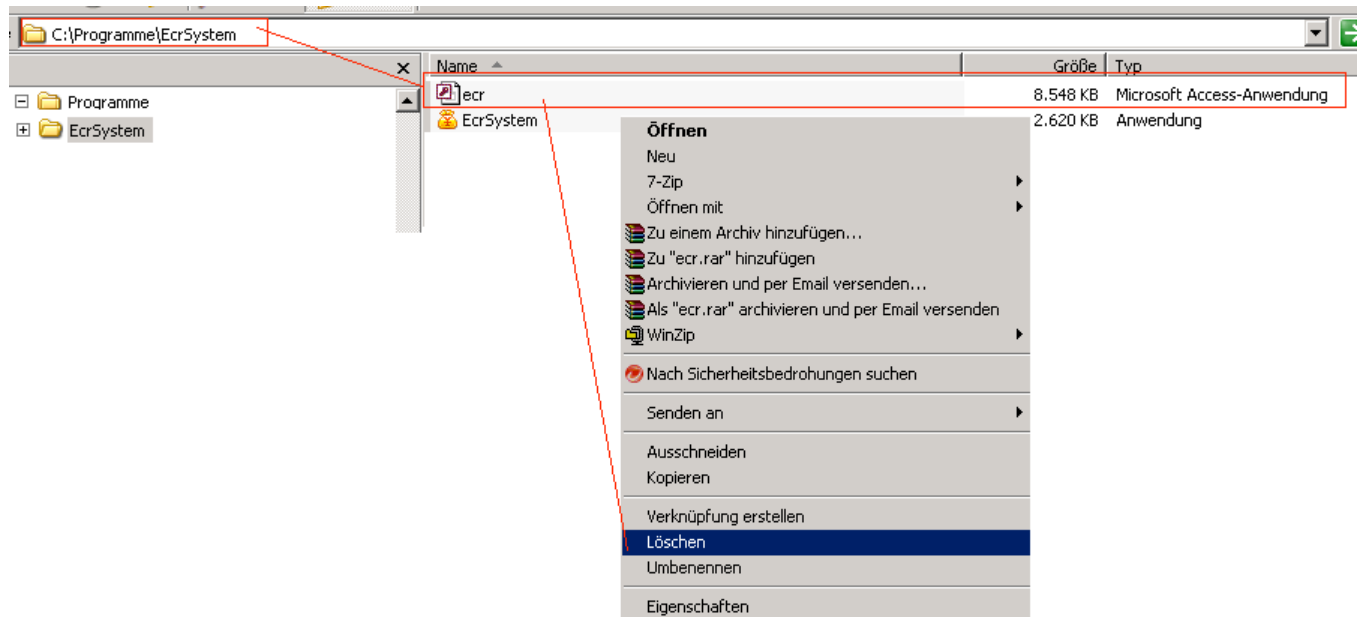 C:\Programme\EcrSystem
Name Größe Typ
Programme
EcrSystem
ecr 8.548 KB Microsoft Access-Anwendung
EcrSystem 2.620 KB Anwendung
Öffnen
Neu
7-Zip
Öffnen mit
Zu einem Archiv hinzufügen...
Zu "ecr.rar" hinzufügen
Archivieren und per Email versenden...
Als "ecr.rar" archivieren und per Email versenden
WinZip
Nach Sicherheitsbedrohungen suchen
Senden an
Ausschneiden
Kopieren
Verknüpfung erstellen
Löschen
Umbenennen
Eigenschaften